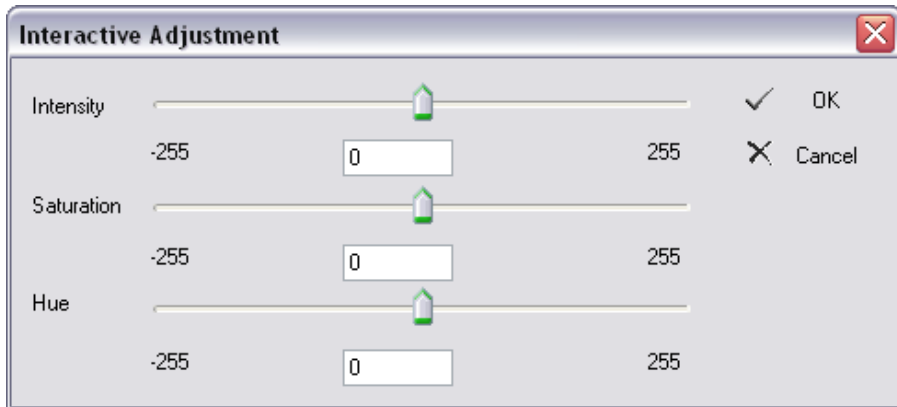 Interactive Adjustment
Intensity
OK
-255 0 255
Cancel
Saturation
-255 0 255
Hue
-255 0 255